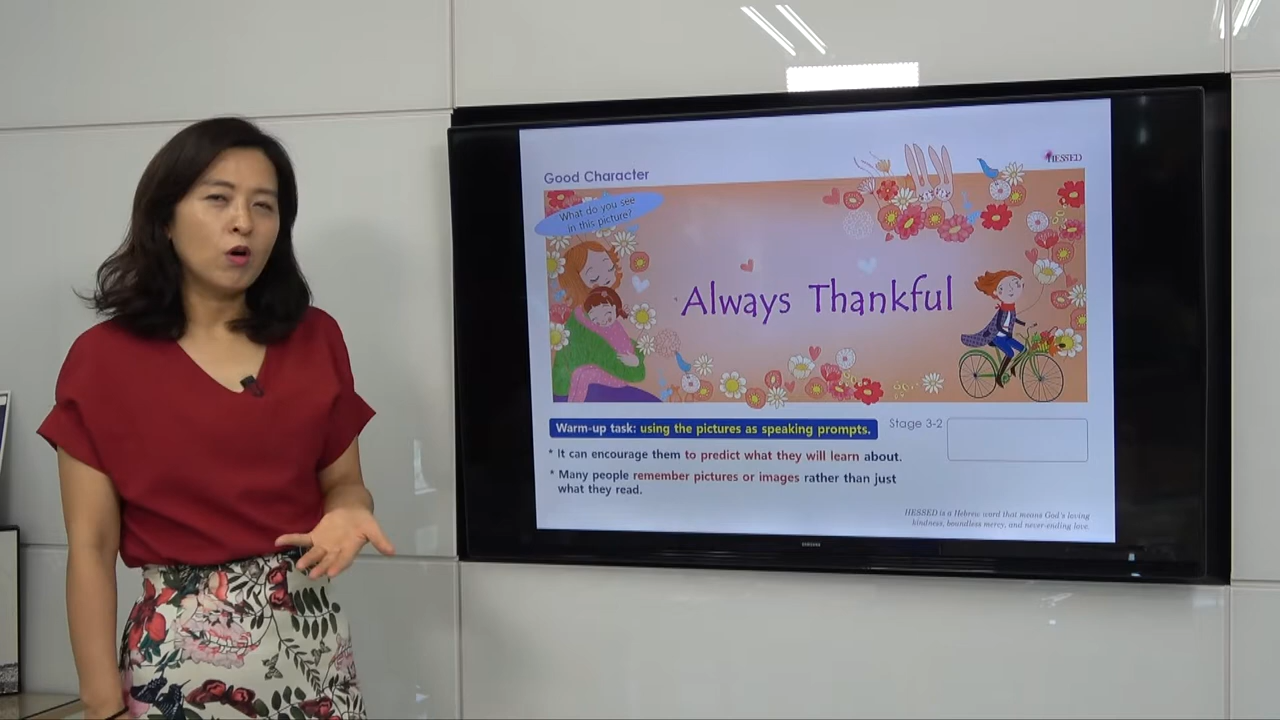 Good Character
HESSED
What do you see
in this picture?
Always Thankful
Warm-up task: using the pictures as speaking prompts.
Stage 3-2
* It can encourage them to predict what they will learn about.
* Many people remember pictures or images rather than just
what they read.
HESSED is a Hebrew word that means God's loving
kindness, boundless mercy, and never-ending love.
SAMSUNG